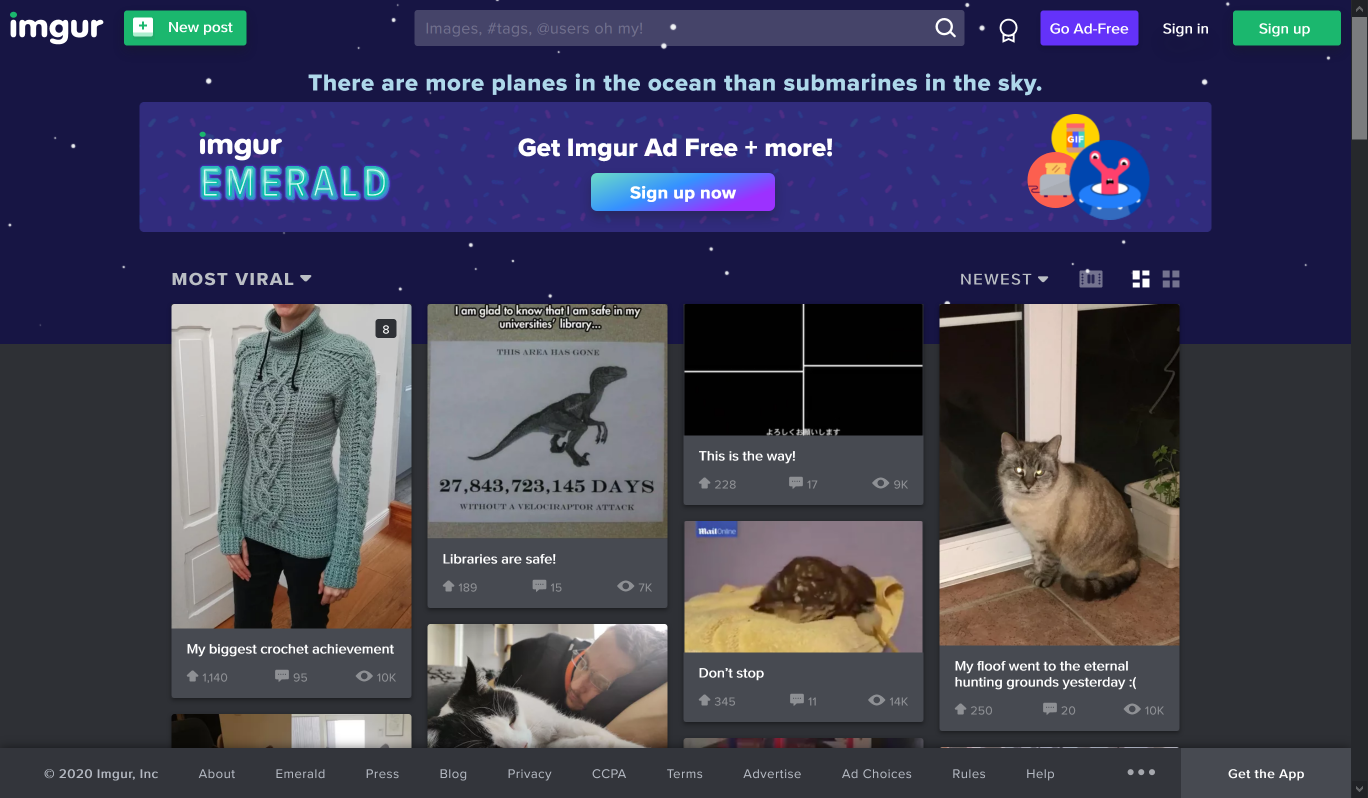 imgur
New post
Images, #tags, @users oh my!
Go Ad-Free
Sign in
Sign up
There are more planes in the ocean than submarines in the sky.
imgur
EMERALD
Get Imgur Ad Free + more!
Sign up now
GIF
MOST VIRAL
NEWEST
8
My biggest crochet achievement
1,140
95
10K
I am glad to know that I am safe in my
universities' library...
THIS AREA HAS GONE
27,843,723,145 DAYS
WITHOUT A VELOCIRAPTOR ATTACK
Libraries are safe!
189
15
7K
よろしくお願いします
This is the way!
228
17
9K
Mail Online
Don't stop
345
11
14K
My floof went to the eternal
hunting grounds yesterday :(
250
20
10K
© 2020 Imgur, Inc
About
Emerald
Press
Blog
Privacy
CCPA
Terms
Advertise
Ad Choices
Rules
Help
Get the App